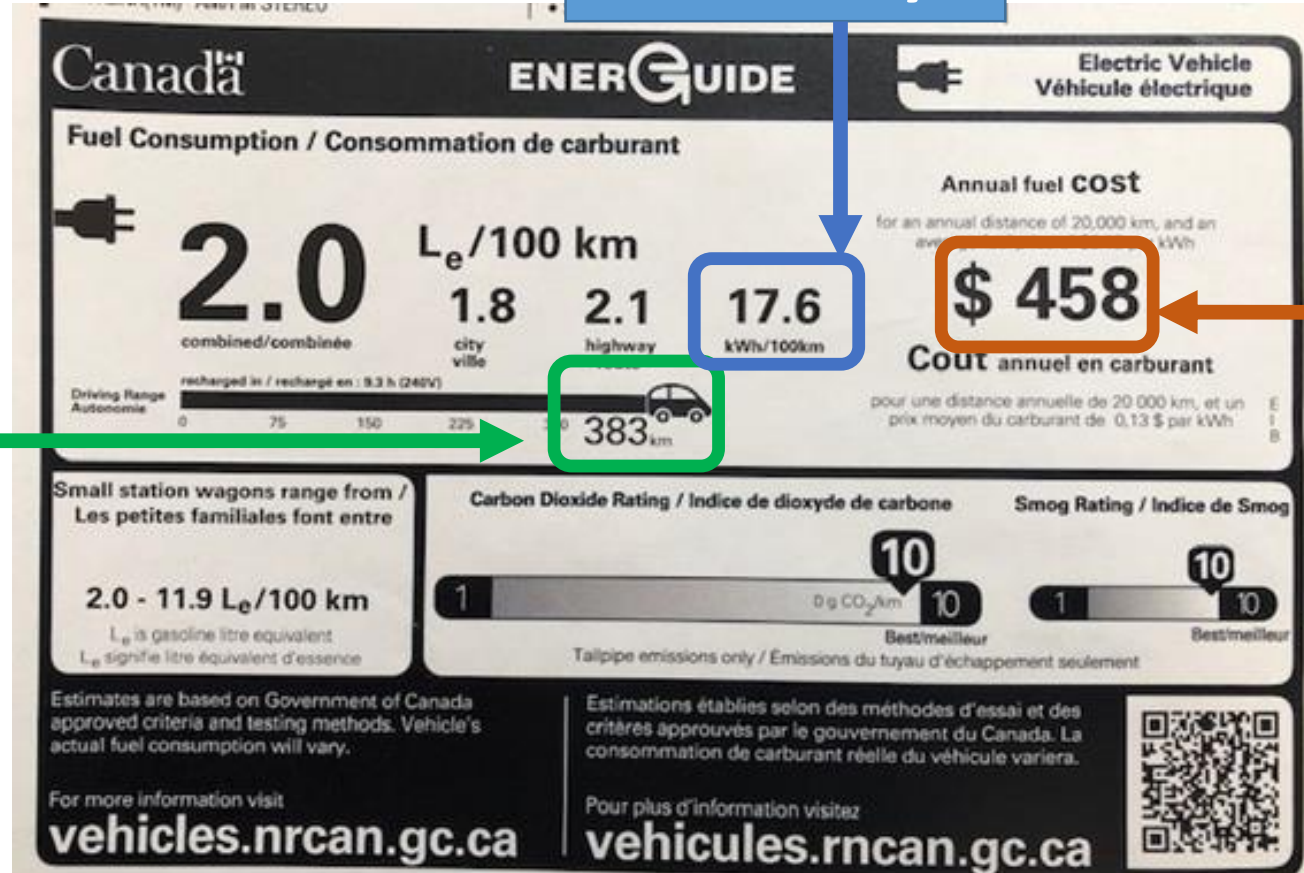 Canada
ENERGUIDE
Electric Vehicle
Véhicule électrique
Fuel Consumption / Consommation de carburant
2.0
combined/combinée
Le/100 km
1.8
city
ville
2.1
highway
17.6
kWh/100km
recharged in / rechargé en : 9.3 h (240V)
Driving Range
Autonomie
0 75 150 225
383 km
Annual fuel cost
for an annual distance of 20,000 km, and an
kWh
$ 458
Coût annuel en carburant
pour une distance annuelle de 20 000 km, et un
prix moyen du carburant de 0,13 $ par kWh
E
I
B
Small station wagons range from /
Les petites familiales font entre
2.0 - 11.9 Le/100 km
Le is gasoline litre equivalent
Le signifie litre équivalent d'essence
Carbon Dioxide Rating / Indice de dioxyde de carbone
10
1
0 g CO2/km
10
Best/meilleur
Smog Rating / Indice de Smog
10
1
10
Best/meilleur
Tailpipe emissions only / Émissions du tuyau d'échappement seulement
Estimates are based on Government of Canada
approved criteria and testing methods. Vehicle's
actual fuel consumption will vary.
For more information visit
vehicles.nrcan.gc.ca
Estimations établies selon des méthodes d'essai et des
critères approuvés par le gouvernement du Canada. La
consommation de carburant réelle du véhicule variera.
Pour plus d'information visitez
vehicules.rncan.gc.ca